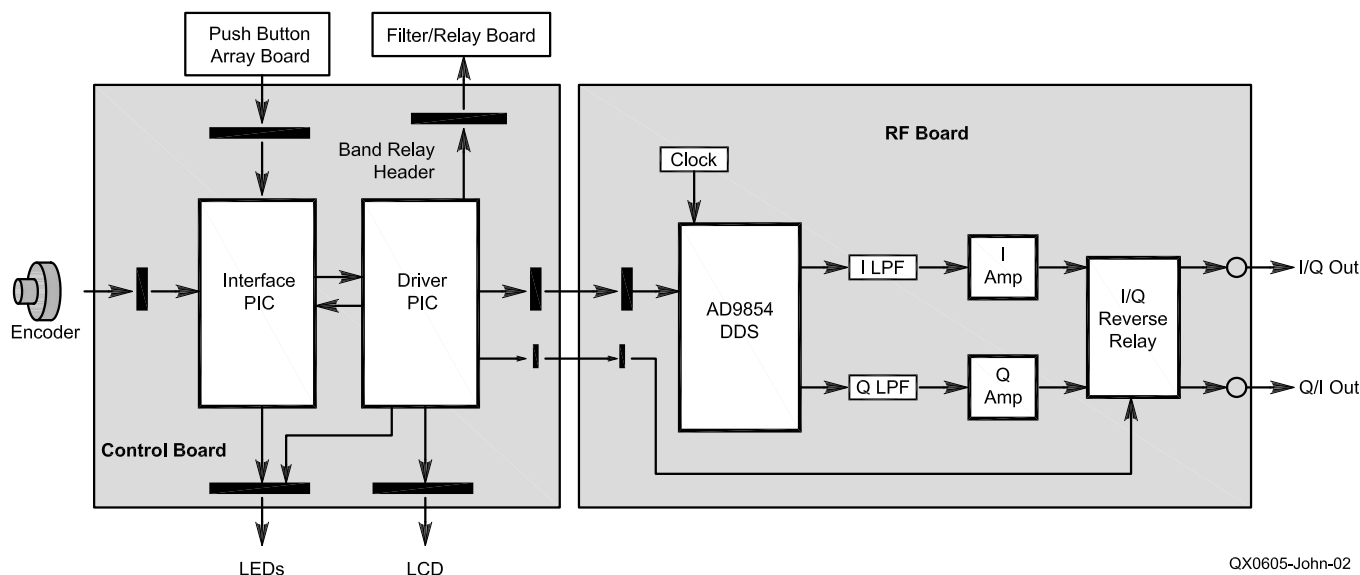 Push Button
Array Board
Filter/Relay Board
Band Relay
Header
RF Board
Clock
Interface
PIC
Driver
PIC
AD9854
DDS
I LPF
I
Amp
I/Q
Reverse
Relay
I/Q Out
Encoder
Q LPF
Q
Amp
Q/I Out
Control Board
LEDs
LCD
QX0605-John-02